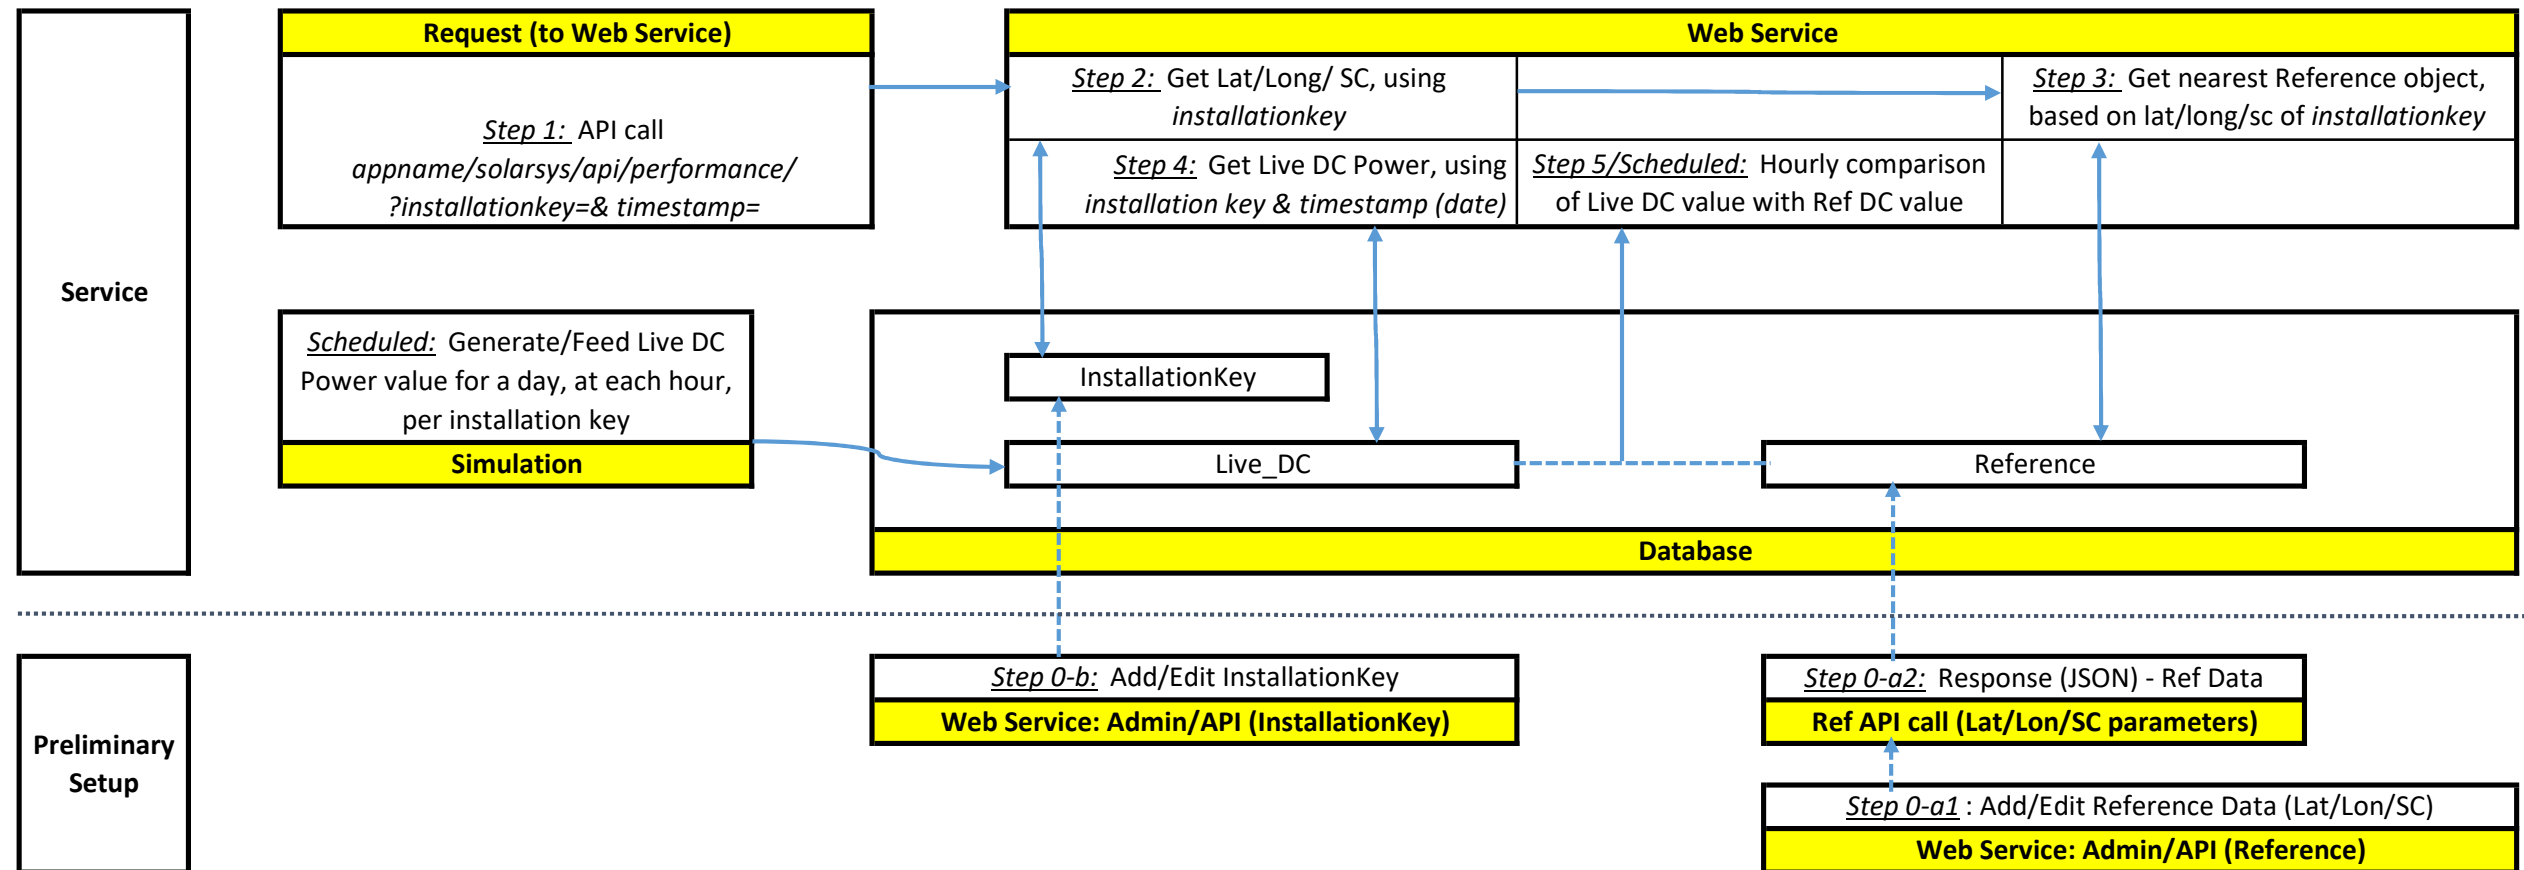 Service
Request (to Web Service)
Step 1: API call
appname/solarsys/api/performance/
?installationkey=& timestamp=
Web Service
Step 2: Get Lat/Long/ SC, using
installationkey
Step 3: Get nearest Reference object,
based on lat/long/sc of installationkey
Step 4: Get Live DC Power, using
installation key & timestamp (date)
Step 5/Scheduled: Hourly comparison
of Live DC value with Ref DC value
Scheduled: Generate/Feed Live DC
Power value for a day, at each hour,
per installation key
Simulation
InstallationKey
Live_DC
Reference
Database
Preliminary
Setup
Step 0-b: Add/Edit InstallationKey
Web Service: Admin/API (InstallationKey)
Step 0-a2: Response (JSON) - Ref Data
Ref API call (Lat/Lon/SC parameters)
Step 0-a1 : Add/Edit Reference Data (Lat/Lon/SC)
Web Service: Admin/API (Reference)